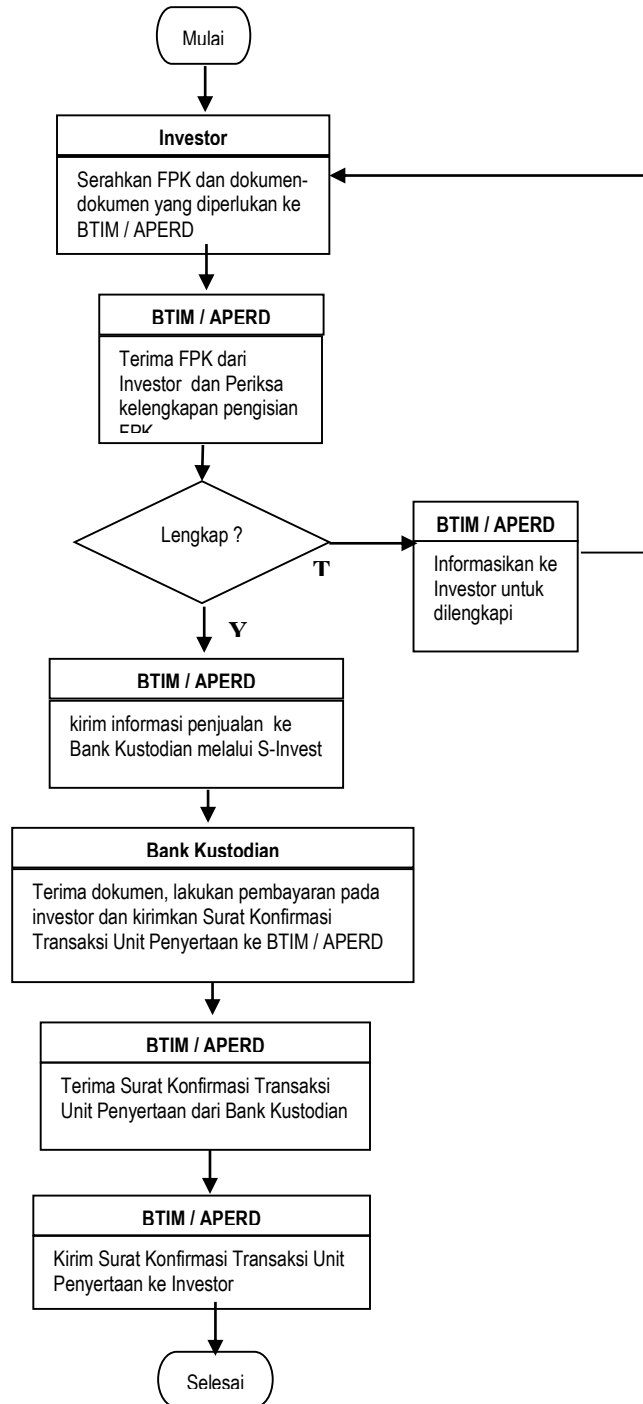 Mulai
Investor
Serahkan FPK dan dokumen-
dokumen yang diperlukan ke
BTIM / APERD
BTIM / APERD
Terima FPK dari
Investor dan Periksa
kelengkapan pengisian
FPK
Lengkap ?
T
BTIM / APERD
Informasikan ke
Investor untuk
dilengkapi
Y
BTIM / APERD
kirim informasi penjualan ke
Bank Kustodian melalui S-Invest
Bank Kustodian
Terima dokumen, lakukan pembayaran pada
investor dan kirimkan Surat Konfirmasi
Transaksi Unit Penyertaan ke BTIM / APERD
BTIM / APERD
Terima Surat Konfirmasi Transaksi
Unit Penyertaan dari Bank Kustodian
BTIM / APERD
Kirim Surat Konfirmasi Transaksi Unit
Penyertaan ke Investor
Selesai